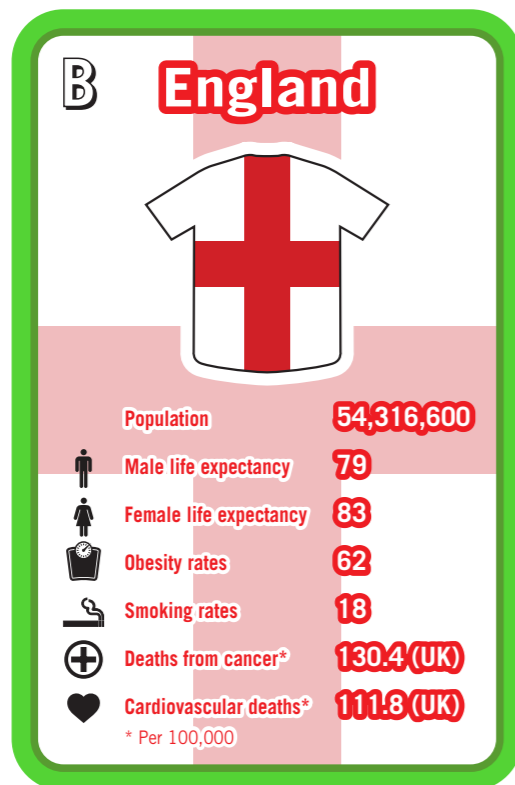 B England
Population 54,316,600
Male life expectancy 79
Female life expectancy 83
Obesity rates 62
Smoking rates 18
Deaths from cancer* 130.4 (UK)
Cardiovascular deaths* 111.8 (UK)
* Per 100,000